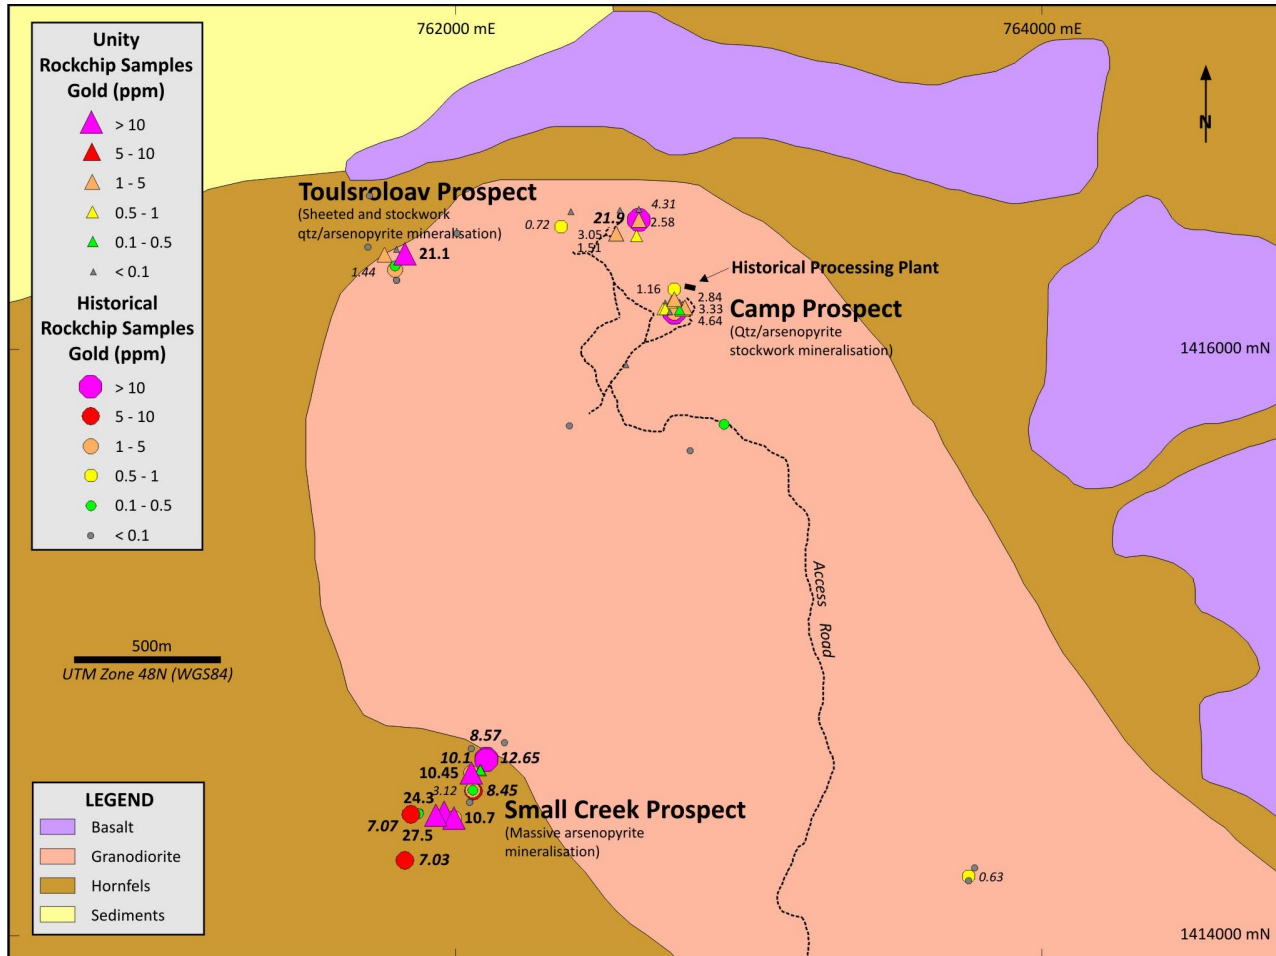 762000 mE
764000 mE
Unity
Rockchip Samples
Gold (ppm)
> 10
5 - 10
1 - 5
0.5 - 1
0.1 - 0.5
< 0.1
Historical
Rockchip Samples
Gold (ppm)
> 10
5 - 10
1 - 5
0.5 - 1
0.1 - 0.5
< 0.1
N
Toulsroloav Prospect
(Sheeted and stockwork
qtz/arsenopyrite mineralisation)
21.1
1.44
0.72
21.9
4.31
2.58
3.05
1.51
Historical Processing Plant
1.16
2.84
3.33
4.64
Camp Prospect
(Qtz/arsenopyrite
stockwork mineralisation)
1416000 mN
Access Road
500m
UTM Zone 48N (WGS84)
8.57
10.1
12.65
10.45
3.12
8.45
24.3
7.07
27.5
10.7
7.03
Small Creek Prospect
(Massive arsenopyrite
mineralisation)
0.63
1414000 mN
LEGEND
Basalt
Granodiorite
Hornfels
Sediments